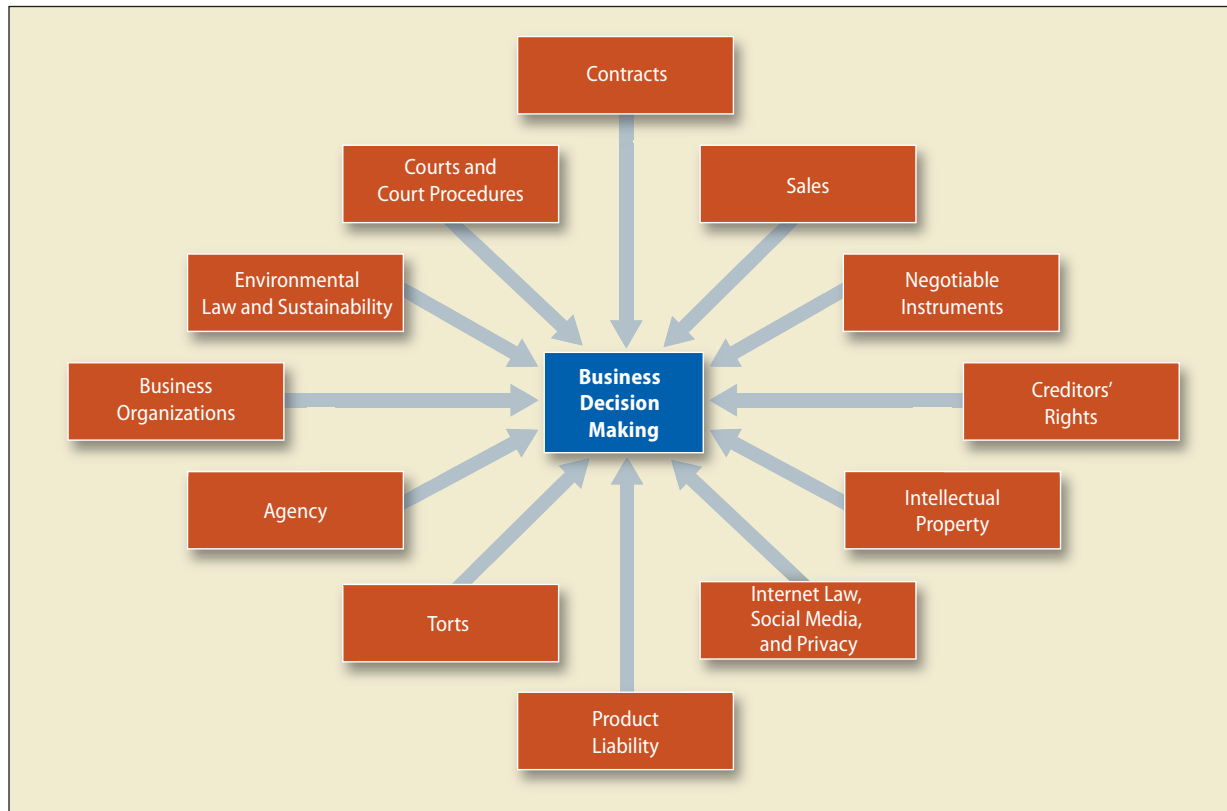 Contracts
Courts and
Court Procedures
Sales
Environmental
Law and Sustainability
Negotiable
Instruments
Business
Decision
Making
Business
Organizations
Creditors’
Rights
Agency
Intellectual
Property
Torts
Internet Law,
Social Media,
and Privacy
Product
Liability